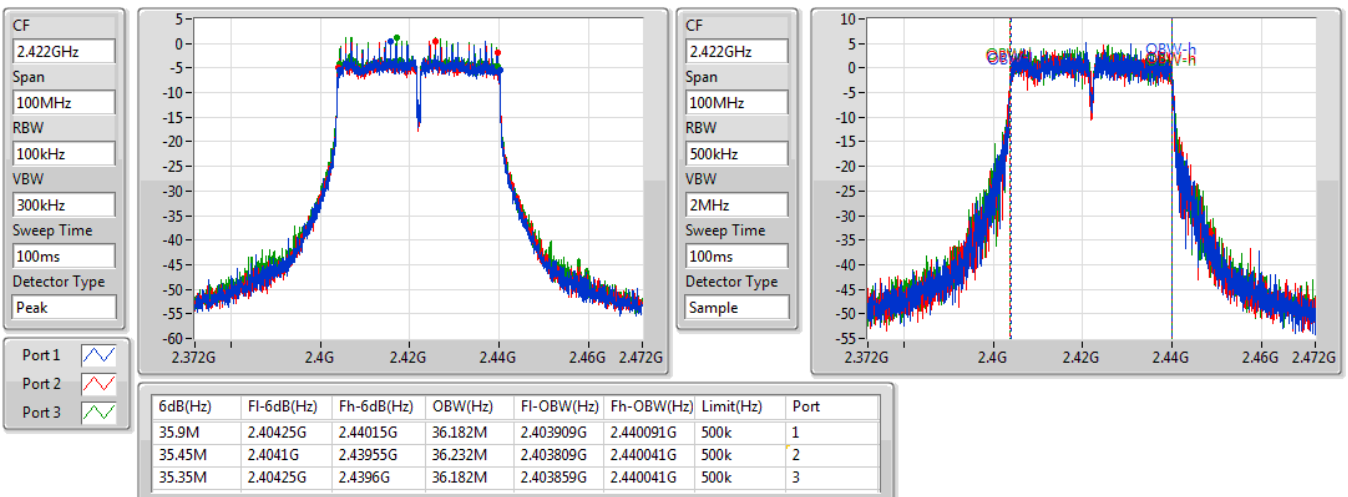 CF
2.422GHz
Span
100MHz
RBW
100kHz
VBW
300kHz
Sweep Time
100ms
Detector Type
Peak
5
0
-5
-10
-15
-20
-25
-30
-35
-40
-45
-50
-55
-60
2.372G 2.4G 2.42G 2.44G 2.46G 2.472G
CF
2.422GHz
Span
100MHz
RBW
500kHz
VBW
2MHz
Sweep Time
100ms
Detector Type
Sample
10
5
0
-5
-10
-15
-20
-25
-30
-35
-40
-45
-50
-55
OBW-h
OBW-h
2.372G 2.4G 2.42G 2.44G 2.46G 2.472G
Port 1
Port 2
Port 3
6dB(Hz) Fl-6dB(Hz) Fh-6dB(Hz) OBW(Hz) Fl-OBW(Hz) Fh-OBW(Hz) Limit(Hz) Port
35.9M 2.40425G 2.44015G 36.182M 2.403909G 2.440091G 500k 1
35.45M 2.4041G 2.43955G 36.232M 2.403809G 2.440041G 500k 2
35.35M 2.40425G 2.4396G 36.182M 2.403859G 2.440041G 500k 3